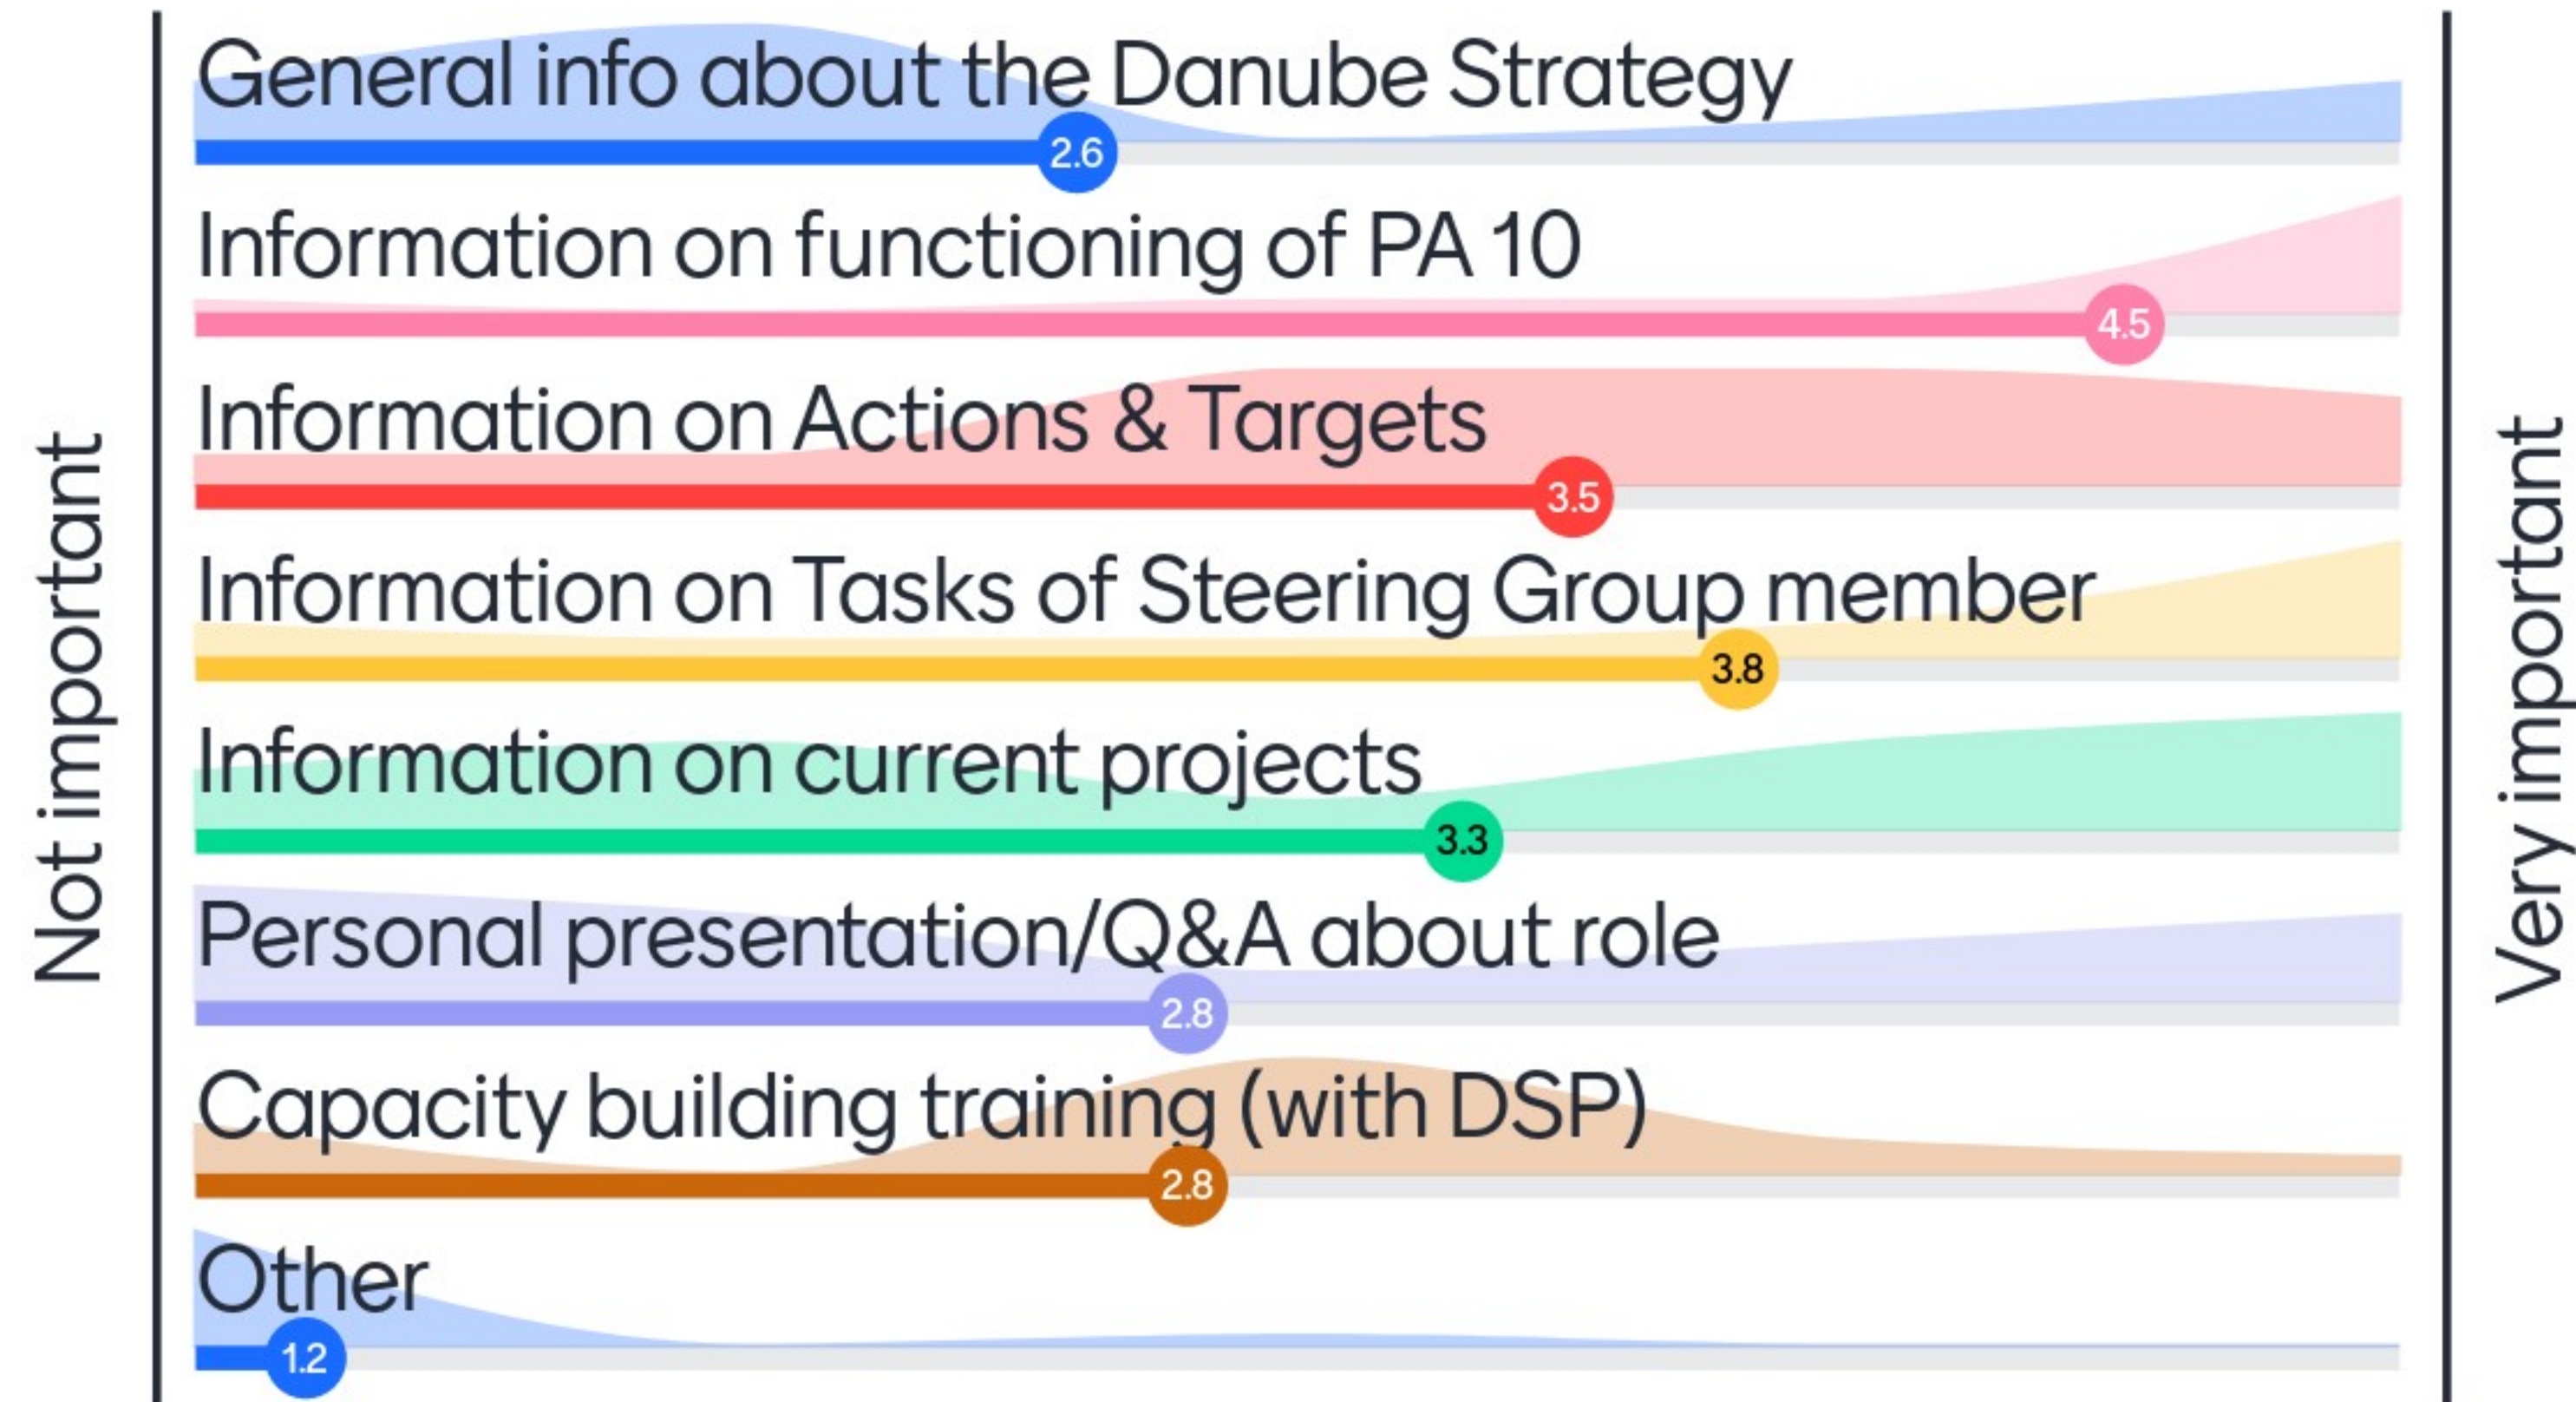 General info about the Danube Strategy
2.6
Information on functioning of PA 10
4.5
Information on Actions & Targets
3.5
Information on Tasks of Steering Group member
3.8
Information on current projects
3.3
Personal presentation/Q&A about role
2.8
Capacity building training (with DSP)
2.8
Other
1.2
Not important
Very important